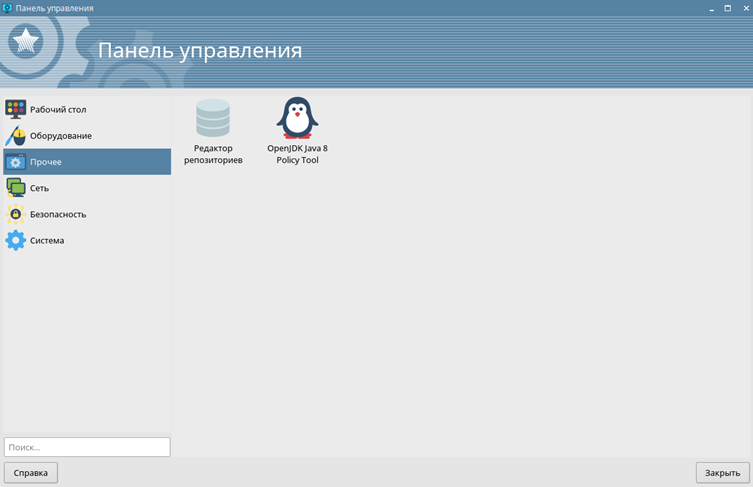 Панель управления
Панель управления
Рабочий стол
Оборудование
Прочее
Сеть
Безопасность
Система
Редактор
репозиториев
OpenJDK Java 8
Policy Tool
Поиск...
Справка
Закрыть